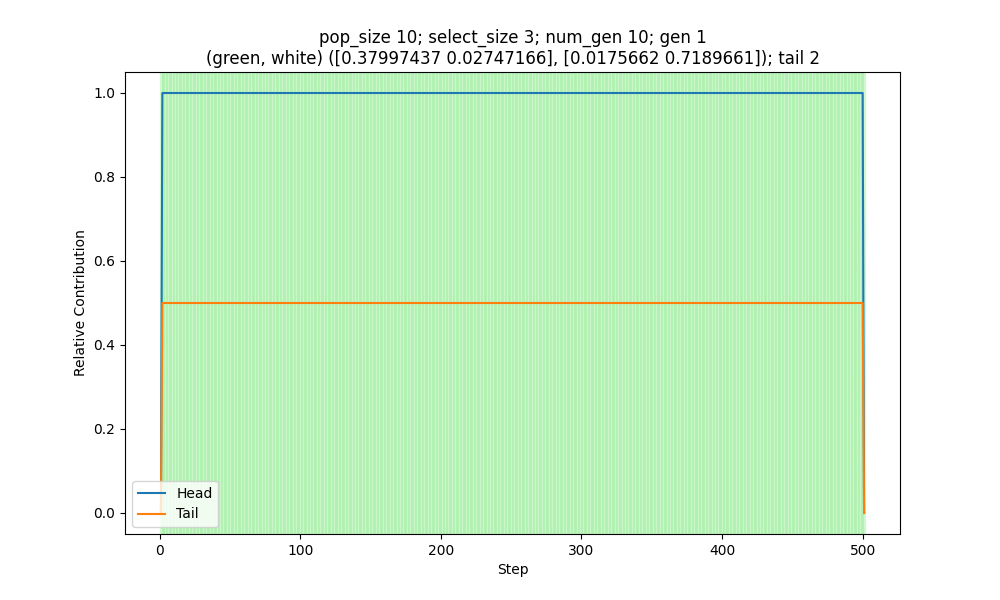 pop_size 10; select_size 3; num_gen 10; gen 1
(green, white) ([0.37997437 0.02747166], [0.0175662 0.7189661]); tail 2
1.0
0.8
0.6
0.4
0.2
0.0
Relative Contribution
Head
Tail
0 100 200 300 400 500
Step